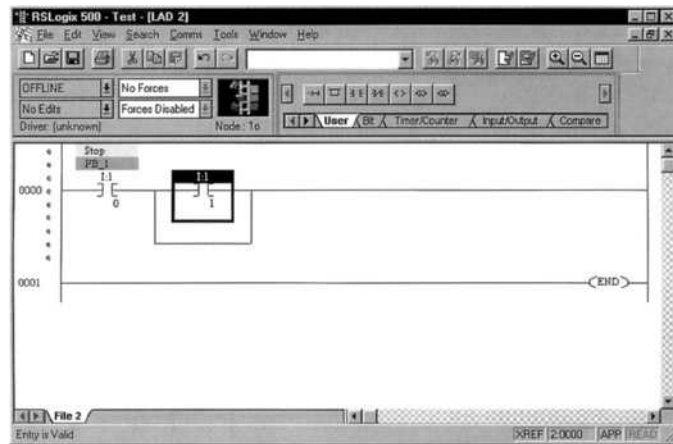 RSLogix 500 - Test - [LAD 2]
File Edit View Search Comms Tools Window Help
OFFLINE
No Forces
No Edits
Forces Disabled
Driver: (unknown)
Node: 1o
User Bit Timer/Counter Input/Output Compare
Stop
PB_1
I:1
I:1
0000
0
1
0001
END
File 2
Entry is Valid
XREF 2:0000 APP READ